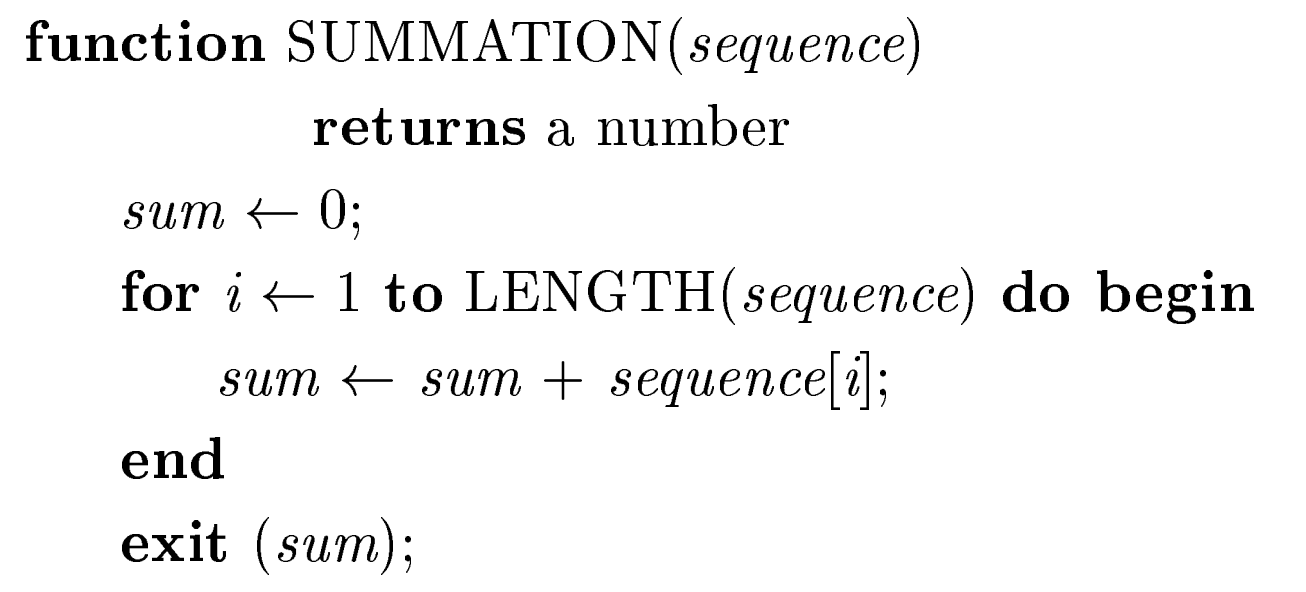 function SUMMATION(sequence)
returns a number
sum ← 0;
for i ← 1 to LENGTH(sequence) do begin
sum ← sum + sequence[i];
end
exit (sum);